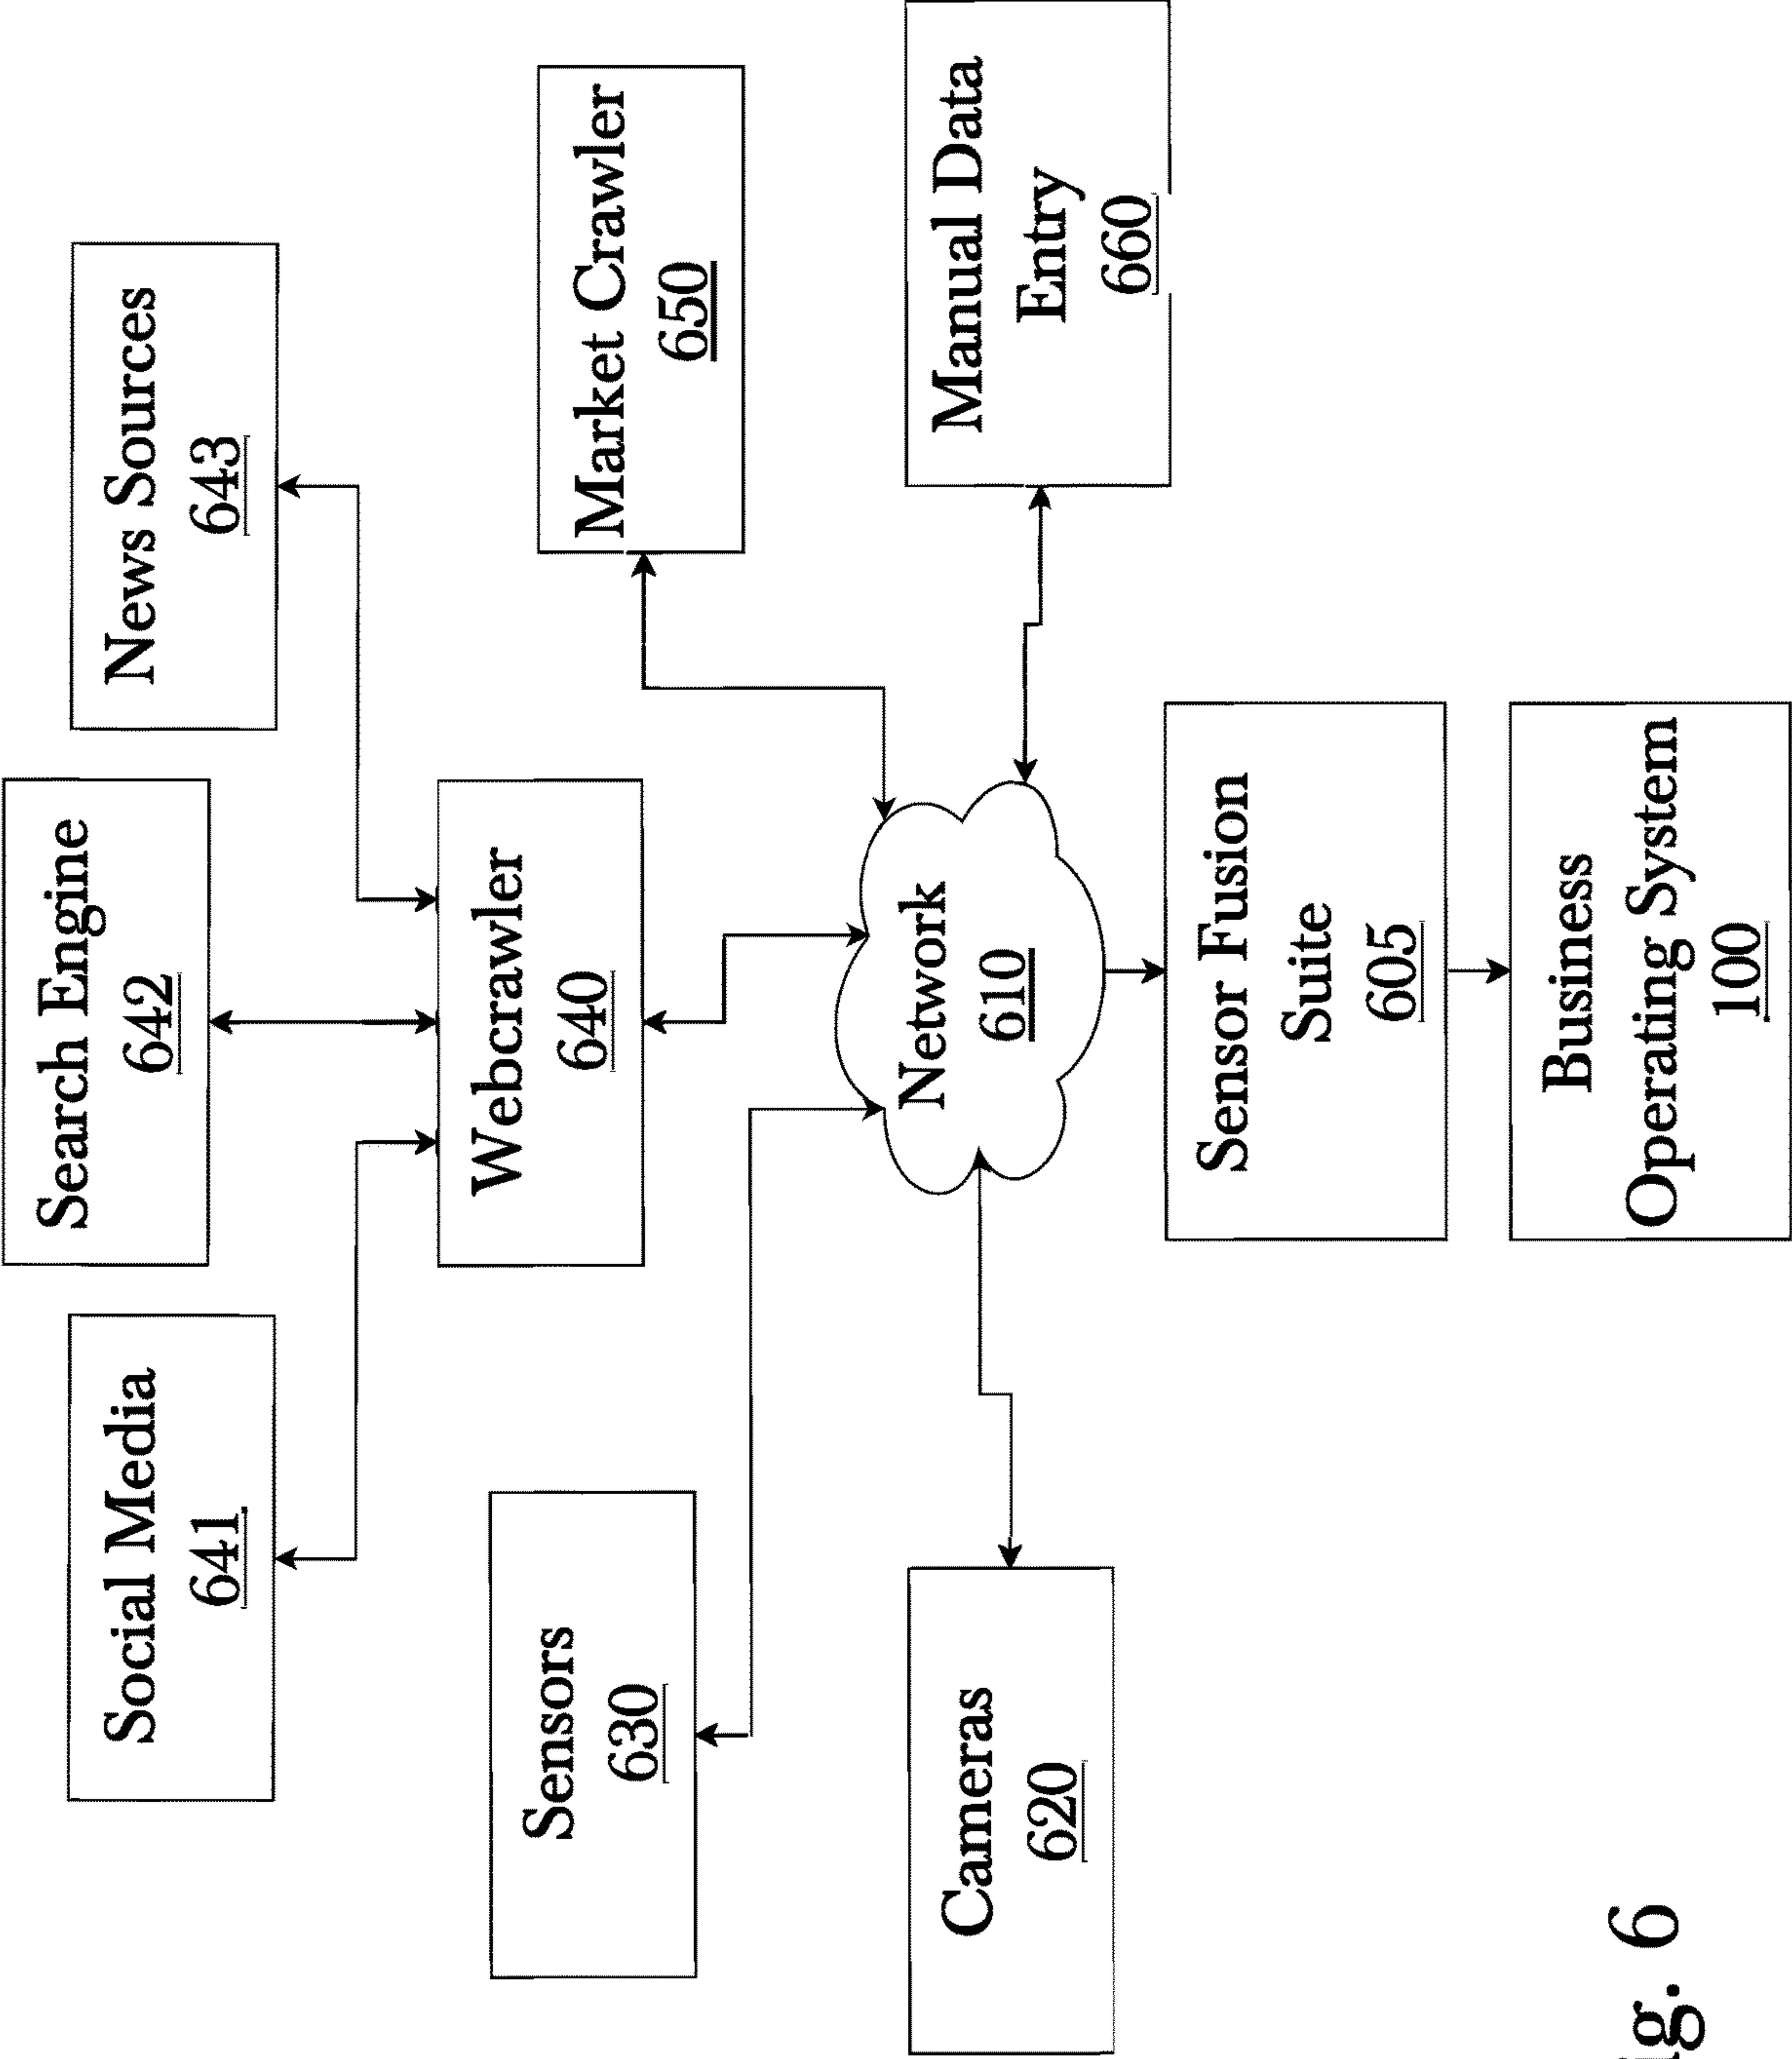 Social Media
641
Search Engine
642
News Sources
643
Sensors
630
Webcrawler
640
Market Crawler
650
Cameras
620
Network
610
Manual Data
Entry
660
Sensor Fusion
Suite
605
Business
Operating System
100
g. 6